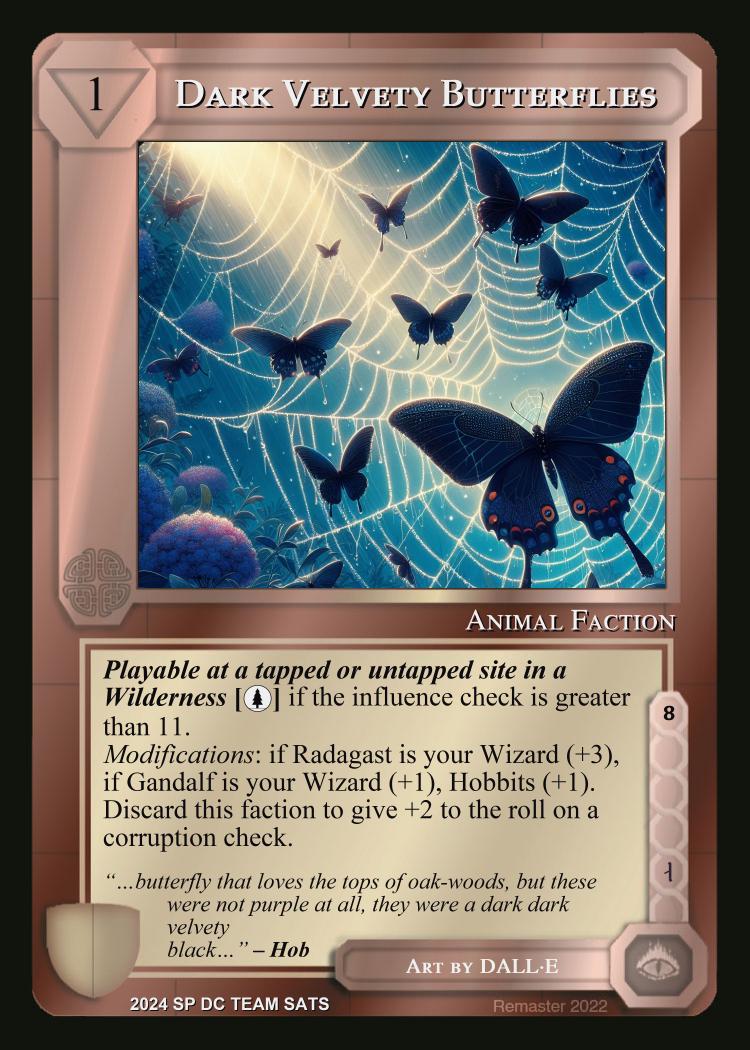 1
Dark Velvety Butterflies
Animal Faction
Playable at a tapped or untapped site in a
Wilderness [] if the influence check is greater
than 11.
Modifications: if Radagast is your Wizard (+3),
if Gandalf is your Wizard (+1), Hobbits (+1).
Discard this faction to give +2 to the roll on a
corruption check.
8
“...butterfly that loves the tops of oak-woods, but these
were not purple at all, they were a dark dark
velvety
black...” – Hob
Art by DALL·E
2024 SP DC TEAM SATS
Remaster 2022